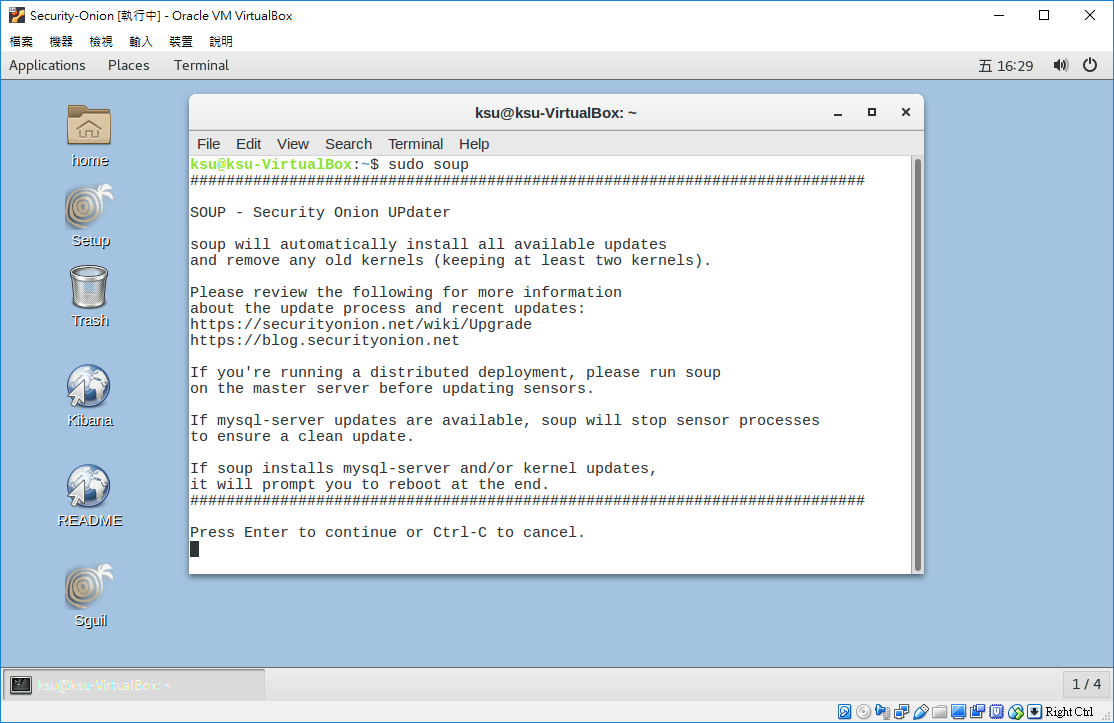 Security-Onion [執行中] - Oracle VM VirtualBox
檔案 機器 檢視 輸入 裝置 說明
Applications Places Terminal 五 16:29
home
Setup
Trash
Kibana
README
Sguil
ksu@ksu-VirtualBox: ~
File Edit View Search Terminal Help
ksu@ksu-VirtualBox:~$ sudo soup
###########################################################################
SOUP - Security Onion UPdater
soup will automatically install all available updates
and remove any old kernels (keeping at least two kernels).
Please review the following for more information
about the update process and recent updates:
https://securityonion.net/wiki/Upgrade
https://blog.securityonion.net
If you're running a distributed deployment, please run soup
on the master server before updating sensors.
If mysql-server updates are available, soup will stop sensor processes
to ensure a clean update.
If soup installs mysql-server and/or kernel updates,
it will prompt you to reboot at the end.
###########################################################################
Press Enter to continue or Ctrl-C to cancel.
ksu@ksu-VirtualBox: ~
1 / 4
Right Ctrl